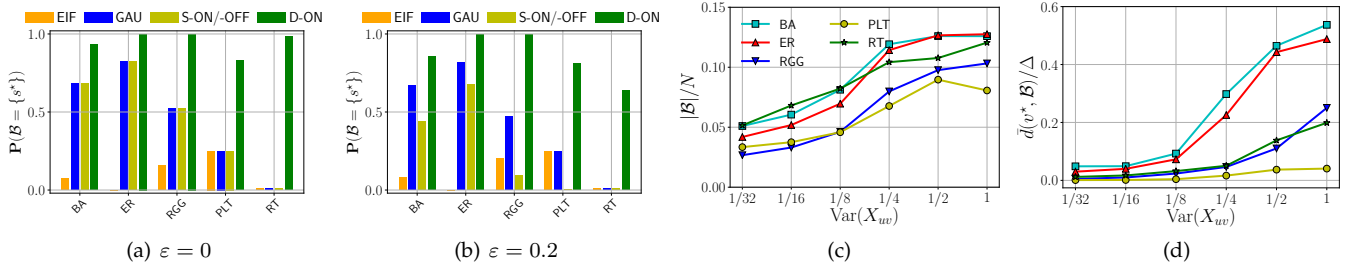 EIF GAU S-ON/-OFF D-ON
P(B = {s⋆})
1.0
0.5
0.0
BA ER RGG PLT RT
(a) ε = 0
EIF GAU S-ON/-OFF D-ON
P(B = {s⋆})
1.0
0.5
0.0
BA ER RGG PLT RT
(b) ε = 0.2
|B|/N
0.15
0.10
0.05
0.00
BA PLT
ER RT
RGG
1/32 1/16 1/8 1/4 1/2 1
Var(X_uv)
(c)
d̄(v⋆, B)/Δ
0.6
0.4
0.2
0.0
1/32 1/16 1/8 1/4 1/2 1
Var(X_uv)
(d)